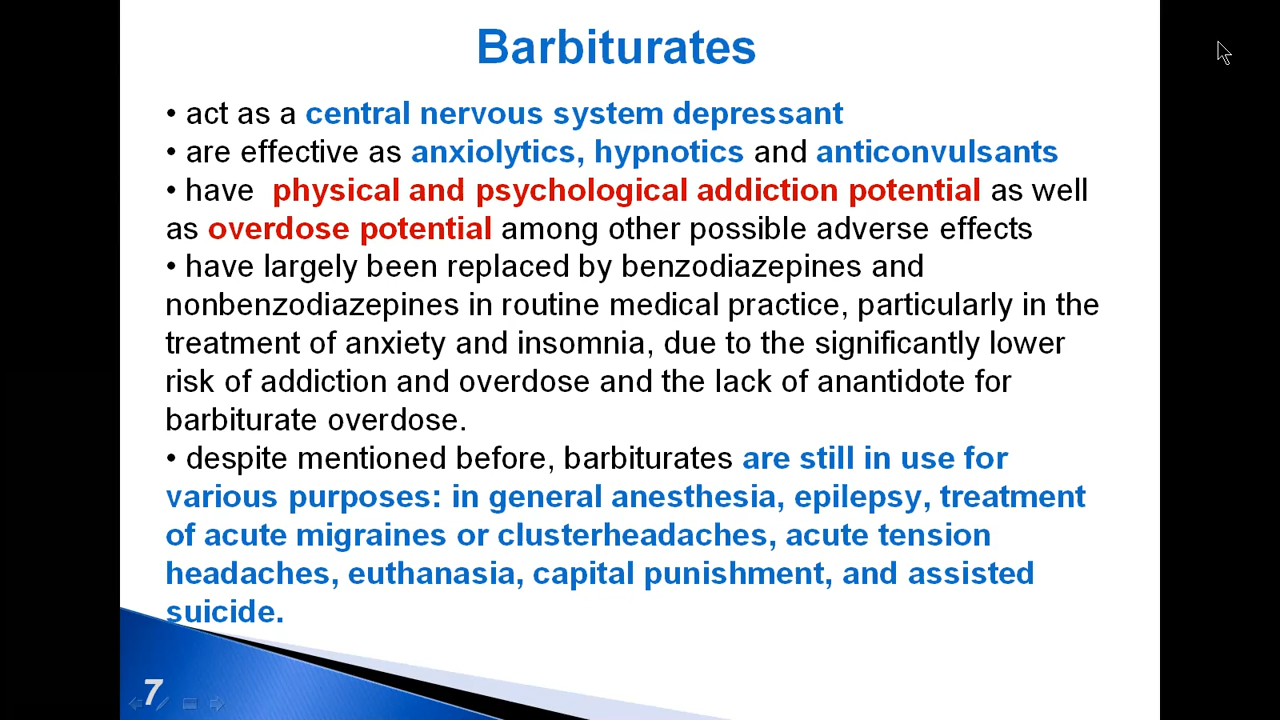 Barbiturates
• act as a central nervous system depressant
• are effective as anxiolytics, hypnotics and anticonvulsants
• have  physical and psychological addiction potential as well
as overdose potential among other possible adverse effects
• have largely been replaced by benzodiazepines and
nonbenzodiazepines in routine medical practice, particularly in the
treatment of anxiety and insomnia, due to the significantly lower
risk of addiction and overdose and the lack of anantidote for
barbiturate overdose.
• despite mentioned before, barbiturates are still in use for
various purposes: in general anesthesia, epilepsy, treatment
of acute migraines or clusterheadaches, acute tension
headaches, euthanasia, capital punishment, and assisted
suicide.
7